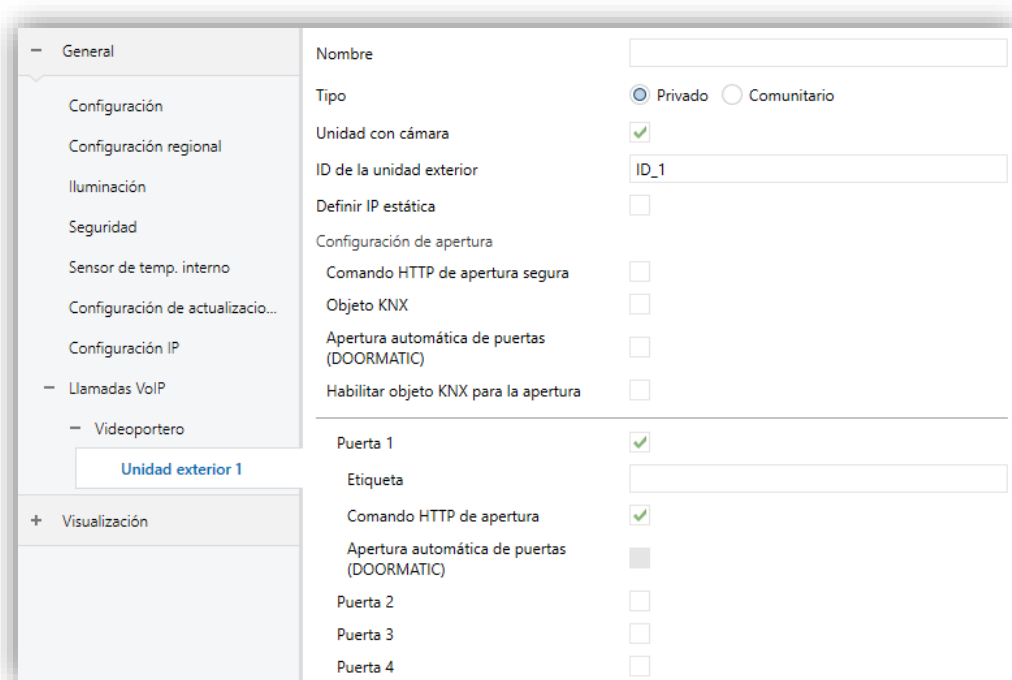 General
Configuración
Configuración regional
Iluminación
Seguridad
Sensor de temp. interno
Configuración de actualizacio...
Configuración IP
Llamadas VoIP
Videoportero
Unidad exterior 1
Visualización
Nombre
Tipo Privado Comunitario
Unidad con cámara
ID de la unidad exterior ID_1
Definir IP estática
Configuración de apertura
Comando HTTP de apertura segura
Objeto KNX
Apertura automática de puertas
(DOORMATIC)
Habilitar objeto KNX para la apertura
Puerta 1
Etiqueta
Comando HTTP de apertura
Apertura automática de puertas
(DOORMATIC)
Puerta 2
Puerta 3
Puerta 4